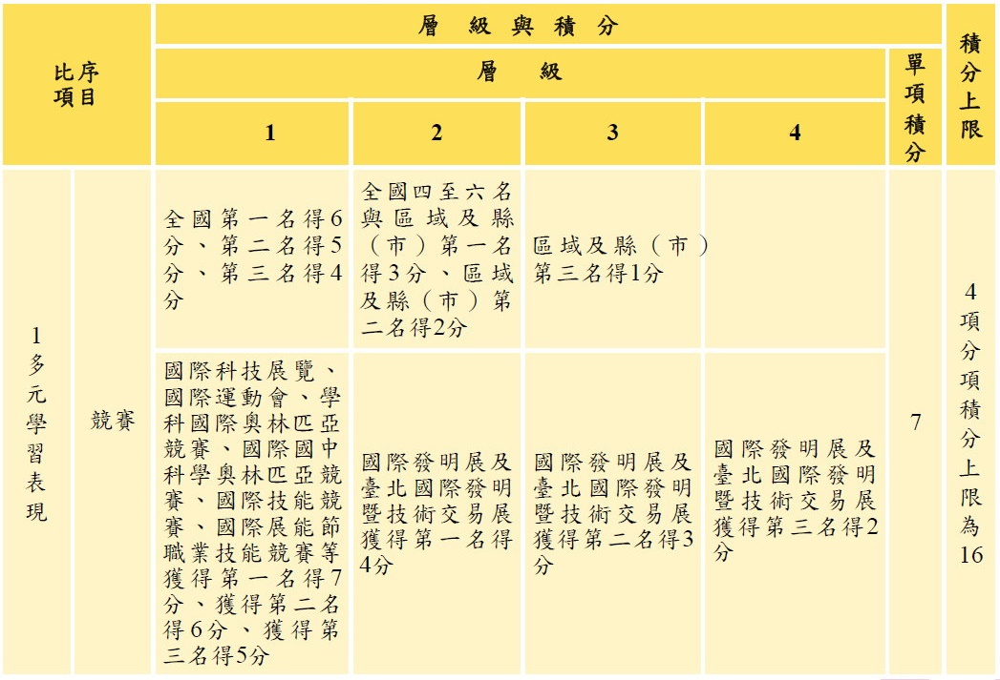 比序
項目
層級與積分
層級
1
2
3
4
單
項
積
分
積
分
上
限
1
多
元
學
習
表
現
競賽
全國第一名得6
分、第二名得5
分、第三名得4
分
全國四至六名
與區域及縣
（市）第一名
得3分、區域
及縣（市）第
二名得2分
區域及縣（市）
第三名得1分
國際科技展覽、
國際運動會、學
科國際奧林匹亞
競賽、國際國中
科學奧林匹亞競
賽、國際技能競
賽、國際展能節
職業技能競賽等
獲得第一名得7
分、獲得第二名
得6分、獲得第
三名得5分
國際發明展及
臺北國際發明
暨技術交易展
獲得第一名得
4分
國際發明展及
臺北國際發明
暨技術交易展
獲得第二名得3
分
國際發明展及
臺北國際發明
暨技術交易展
獲得第三名得2
分
7
4
項
分
項
積
分
上
限
為
16